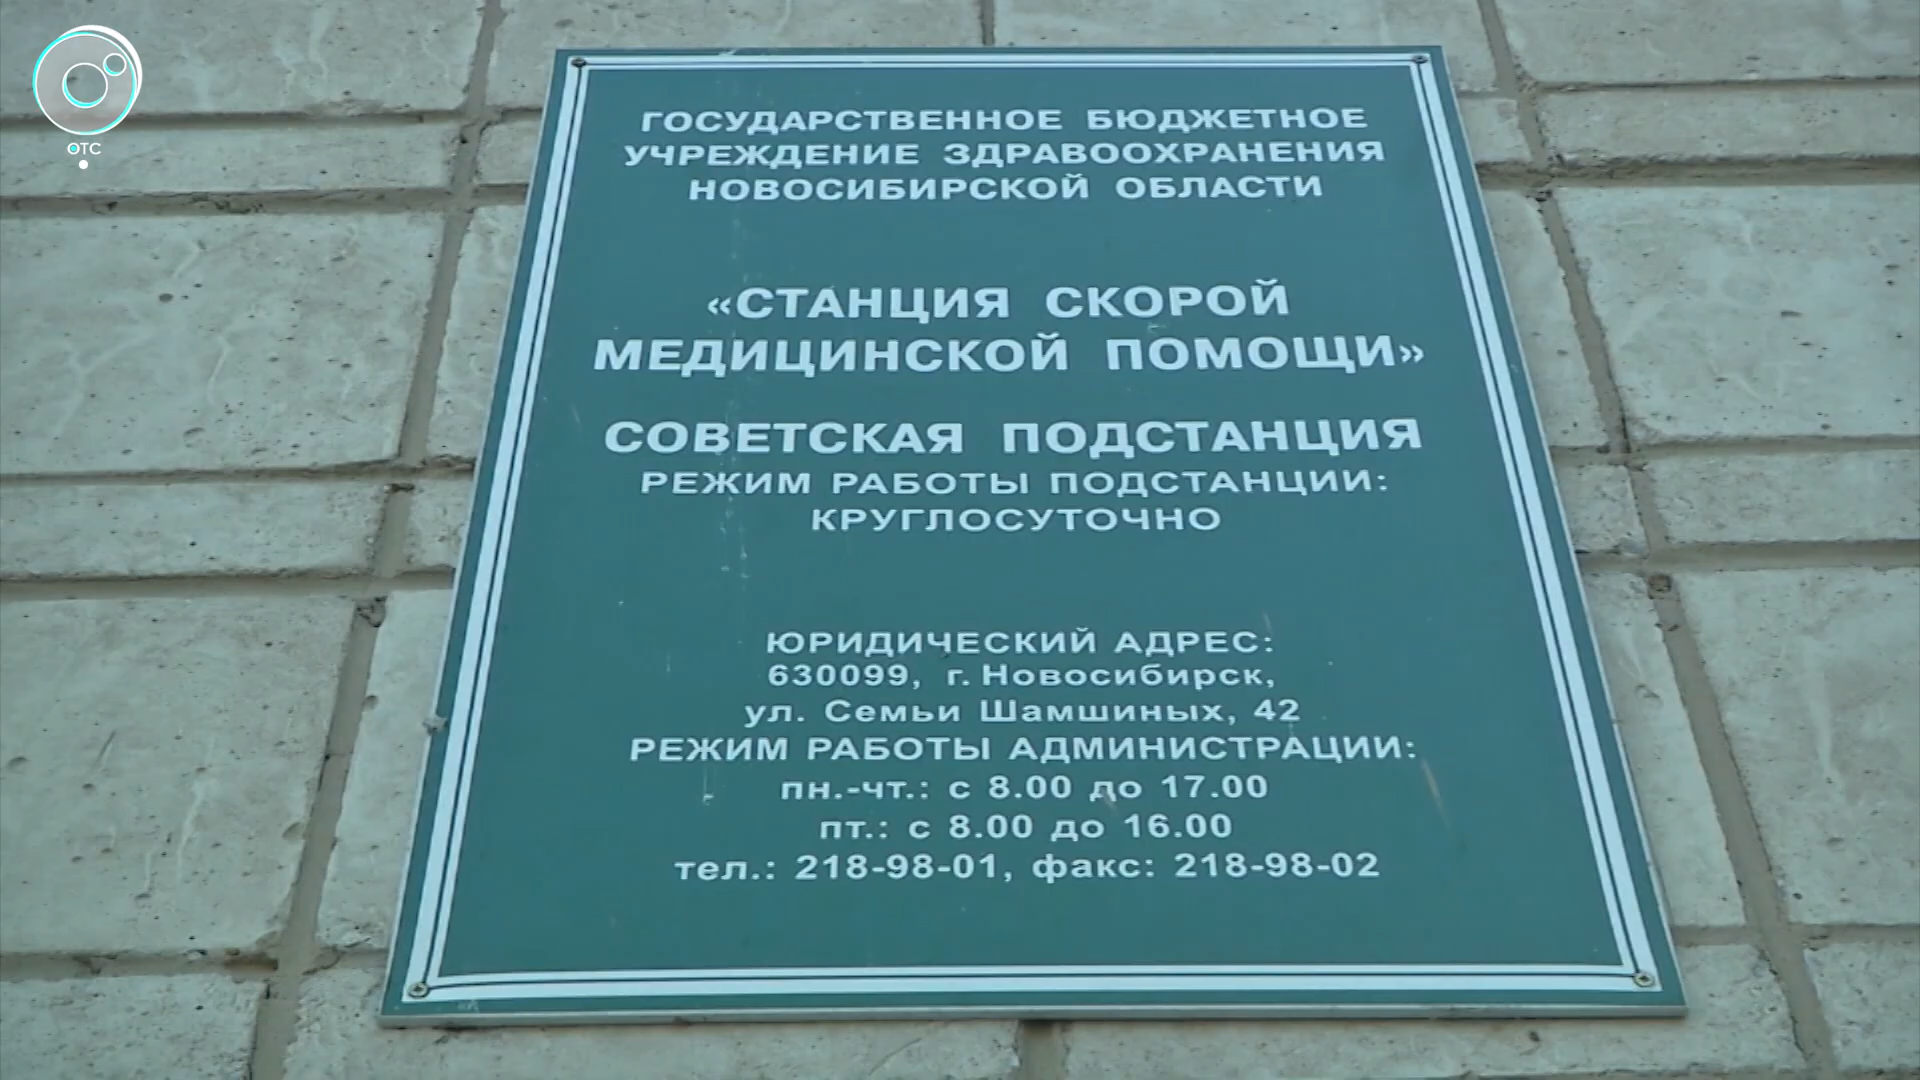 ОТС
ГОСУДАРСТВЕННОЕ БЮДЖЕТНОЕ
УЧРЕЖДЕНИЕ ЗДРАВООХРАНЕНИЯ
НОВОСИБИРСКОЙ ОБЛАСТИ
«СТАНЦИЯ СКОРОЙ
МЕДИЦИНСКОЙ ПОМОЩИ»
СОВЕТСКАЯ ПОДСТАНЦИЯ
РЕЖИМ РАБОТЫ ПОДСТАНЦИИ:
КРУГЛОСУТОЧНО
ЮРИДИЧЕСКИЙ АДРЕС:
630099, г. Новосибирск,
ул. Семьи Шамшиных, 42
РЕЖИМ РАБОТЫ АДМИНИСТРАЦИИ:
пн.-чт.: с 8.00 до 17.00
пт.: с 8.00 до 16.00
тел.: 218-98-01, факс: 218-98-02